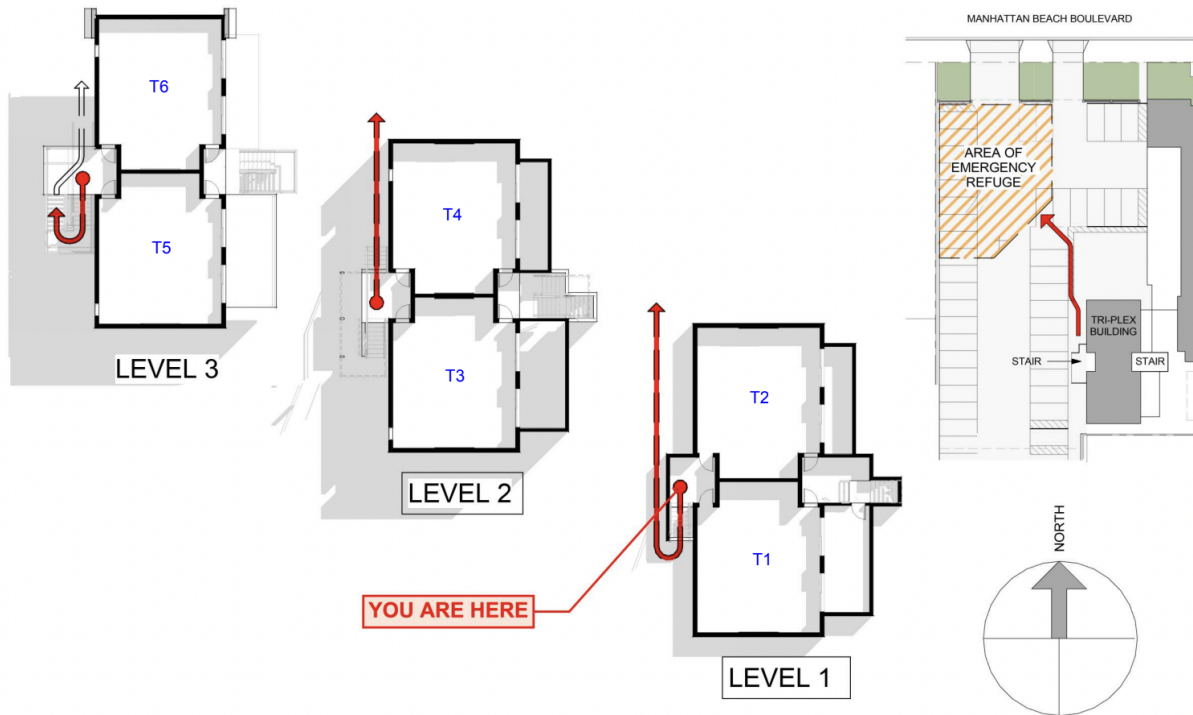 T6
T5
LEVEL 3
T4
T3
LEVEL 2
T2
T1
LEVEL 1
YOU ARE HERE
MANHATTAN BEACH BOULEVARD
AREA OF
EMERGENCY
REFUGE
TRI-PLEX
BUILDING
STAIR
STAIR
NORTH